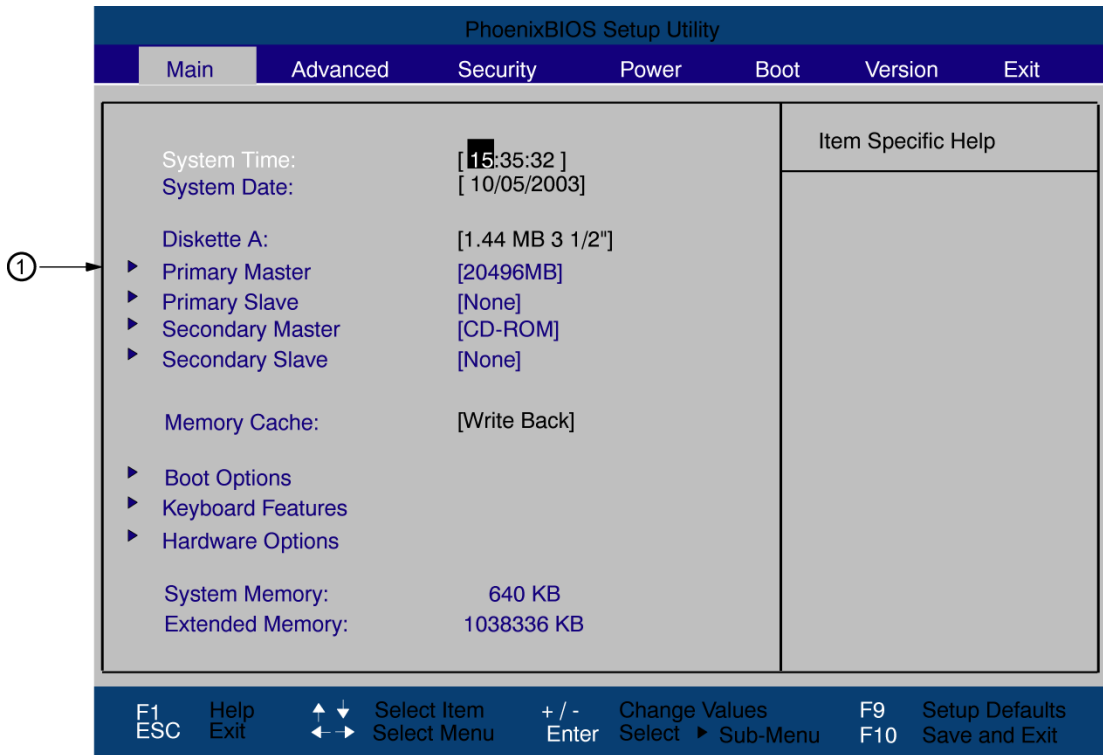 PhoenixBIOS Setup Utility
Main Advanced Security Power Boot Version Exit
Item Specific Help
System Time: [ 15:35:32 ]
System Date: [ 10/05/2003]
Diskette A: [1.44 MB 3 1/2"]
1
Primary Master [20496MB]
Primary Slave [None]
Secondary Master [CD-ROM]
Secondary Slave [None]
Memory Cache: [Write Back]
Boot Options
Keyboard Features
Hardware Options
System Memory: 640 KB
Extended Memory: 1038336 KB
F1 Help Select Item + / - Change Values F9 Setup Defaults
ESC Exit Select Menu Enter Select Sub-Menu F10 Save and Exit